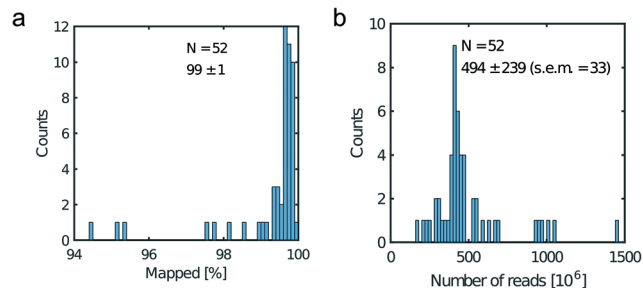 a
12
10
8
6
4
2
0
Counts
N = 52
99 ± 1
94 96 98 100
Mapped [%]
b
10
8
6
4
2
0
Counts
N = 52
494 ± 239 (s.e.m. = 33)
0 500 1000 1500
Number of reads [10⁶]